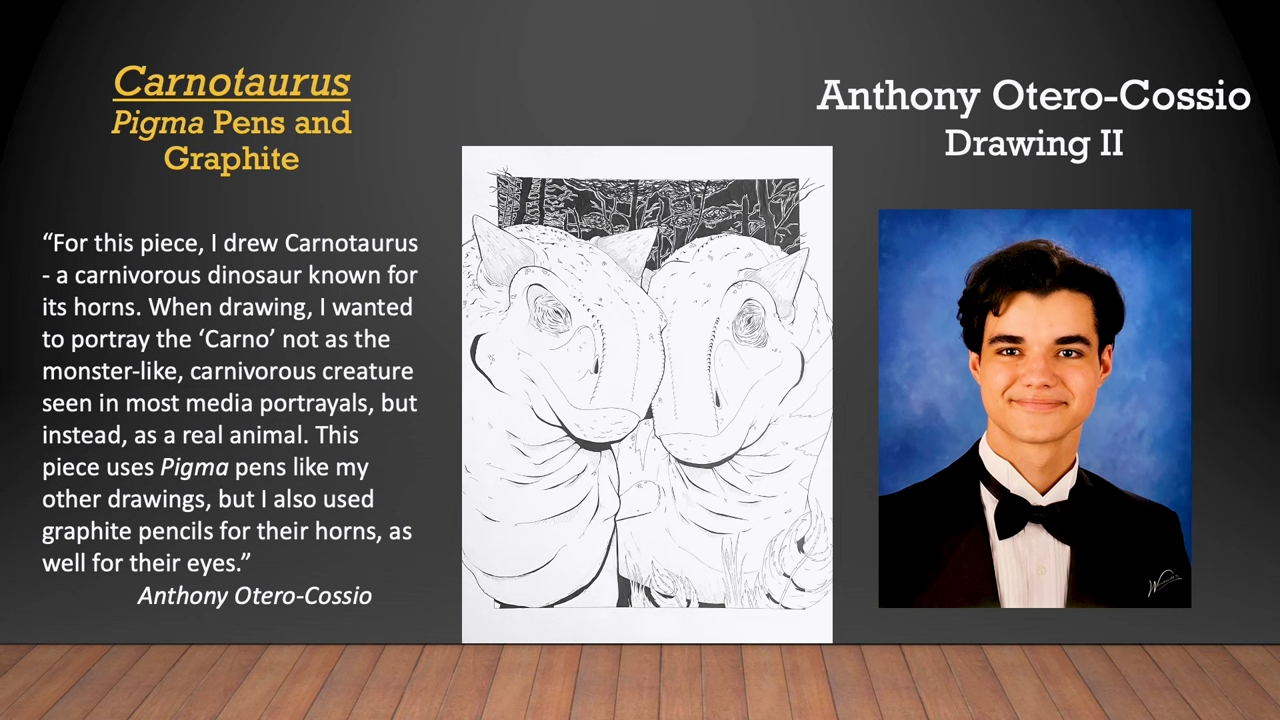 Carnotaurus
Pigma Pens and
Graphite
“For this piece, I drew Carnotaurus
- a carnivorous dinosaur known for
its horns. When drawing, I wanted
to portray the ‘Carno’ not as the
monster-like, carnivorous creature
seen in most media portrayals, but
instead, as a real animal. This
piece uses Pigma pens like my
other drawings, but I also used
graphite pencils for their horns, as
well for their eyes.”
Anthony Otero-Cossio
Anthony Otero-Cossio
Drawing II